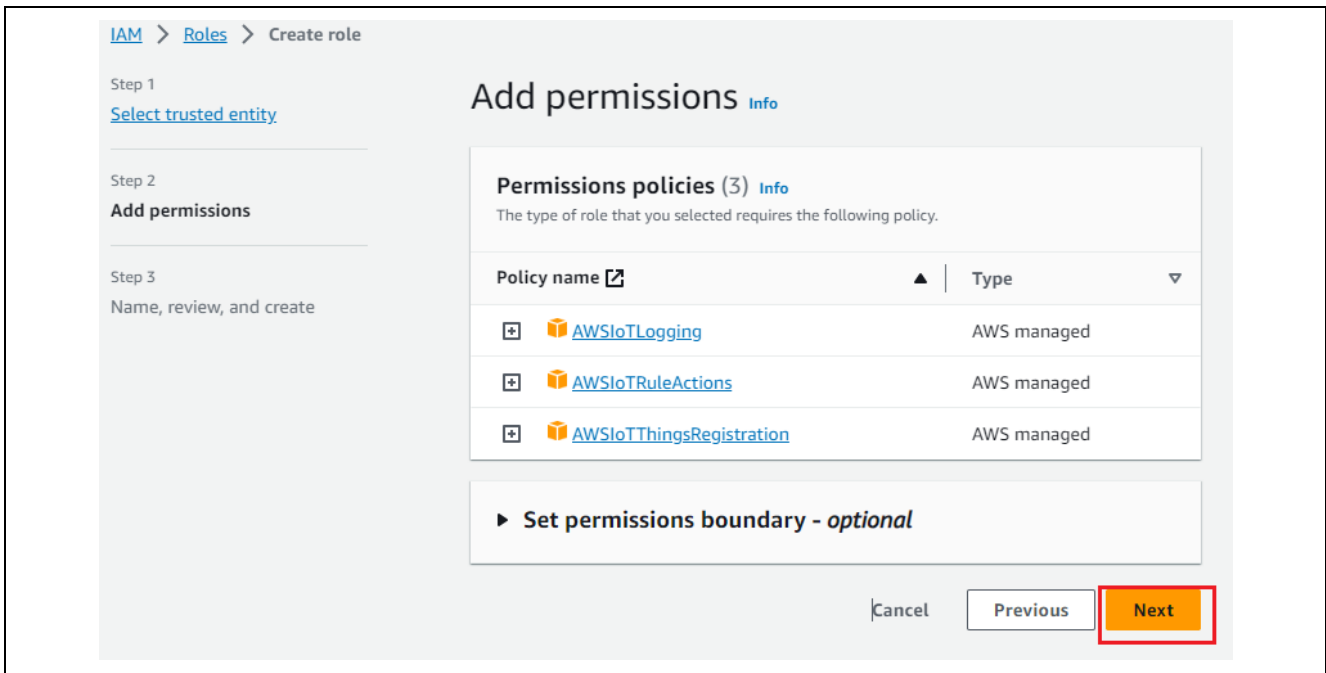 IAM > Roles > Create role
Step 1
Select trusted entity
Step 2
Add permissions
Step 3
Name, review, and create
Add permissions Info
Permissions policies (3) Info
The type of role that you selected requires the following policy.
Policy name Type
AWSIoTLogging AWS managed
AWSIoTRuleActions AWS managed
AWSIoTThingsRegistration AWS managed
Set permissions boundary - optional
Cancel Previous Next